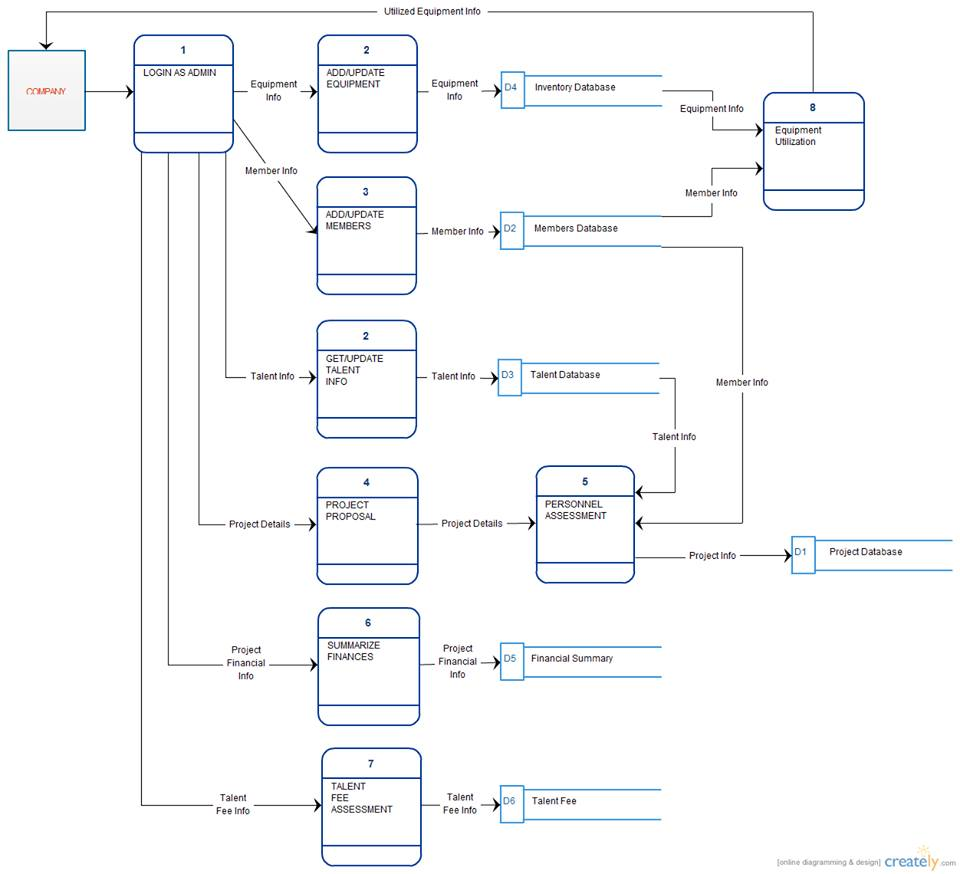 Utilized Equipment Info
COMPANY
1
LOGIN AS ADMIN
Equipment
Info
2
ADD/UPDATE
EQUIPMENT
Equipment
Info
D4
Inventory Database
Equipment Info
8
Equipment
Utilization
Member Info
3
ADD/UPDATE
MEMBERS
Member Info
D2
Members Database
Member Info
Member Info
2
GET/UPDATE
TALENT
INFO
Talent Info
Talent Info
D3
Talent Database
Talent Info
4
PROJECT
PROPOSAL
Project Details
Project Details
5
PERSONNEL
ASSESSMENT
Project Info
D1
Project Database
6
SUMMARIZE
FINANCES
Project
Financial
Info
Project
Financial
Info
D5
Financial Summary
7
TALENT
FEE
ASSESSMENT
Talent
Fee Info
Talent
Fee Info
D6
Talent Fee
[online diagramming & design] creately.com